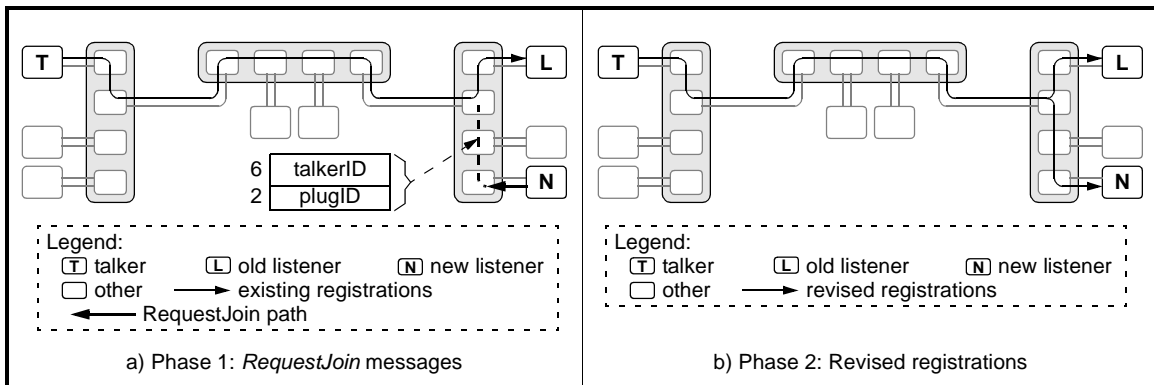 T
L
6 talkerID
2 plugID
N
Legend:
T talker L old listener N new listener
other existing registrations
RequestJoin path
a) Phase 1: RequestJoin messages
T
L
N
Legend:
T talker L old listener N new listener
other revised registrations
b) Phase 2: Revised registrations